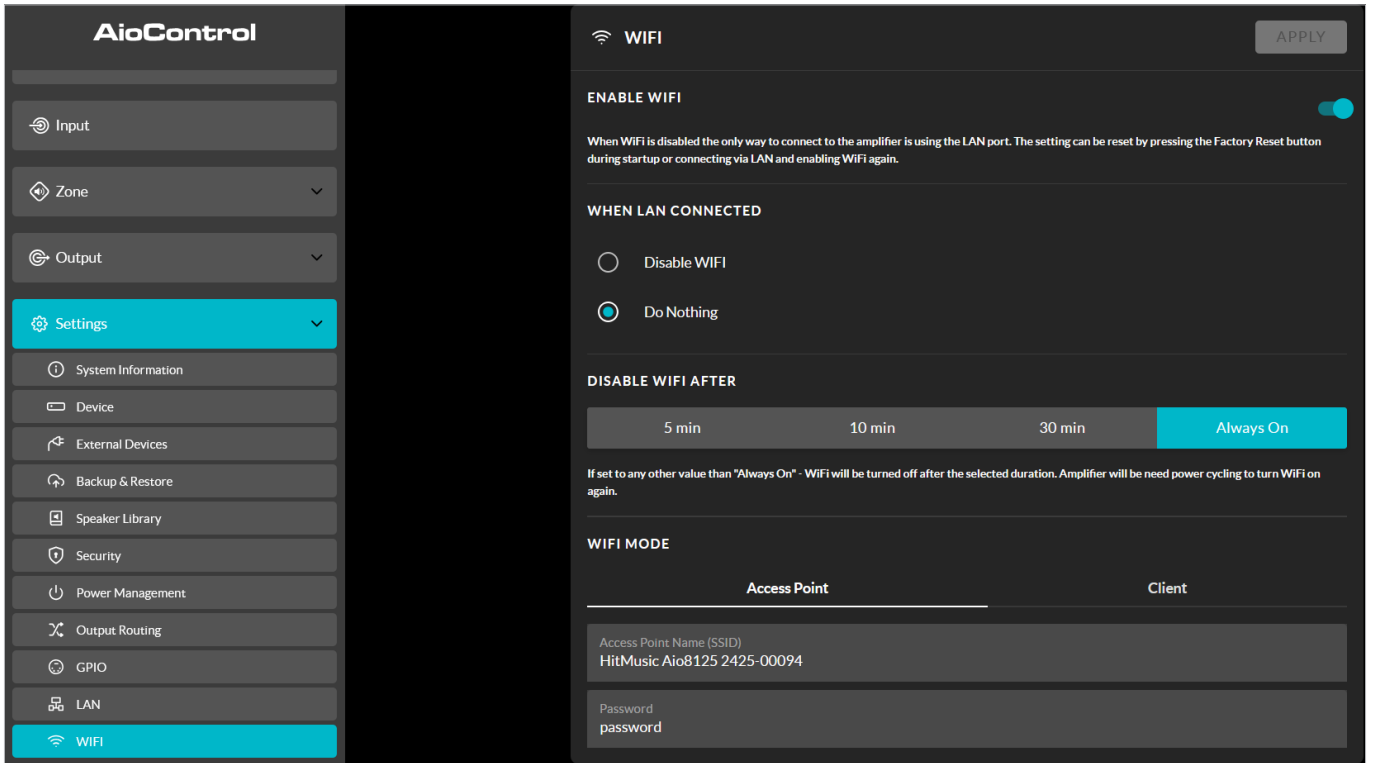 AioControl
Input
Zone
Output
Settings
System Information
Device
External Devices
Backup & Restore
Speaker Library
Security
Power Management
Output Routing
GPIO
LAN
WIFI
WIFI
APPLY
ENABLE WIFI
When WiFi is disabled the only way to connect to the amplifier is using the LAN port. The setting can be reset by pressing the Factory Reset button
during startup or connecting via LAN and enabling WiFi again.
WHEN LAN CONNECTED
Disable WIFI
Do Nothing
DISABLE WIFI AFTER
5 min 10 min 30 min Always On
If set to any other value than "Always On" - WiFi will be turned off after the selected duration. Amplifier will be need power cycling to turn WiFi on
again.
WIFI MODE
Access Point Client
Access Point Name (SSID)
HitMusic Aio8125 2425-00094
Password
password